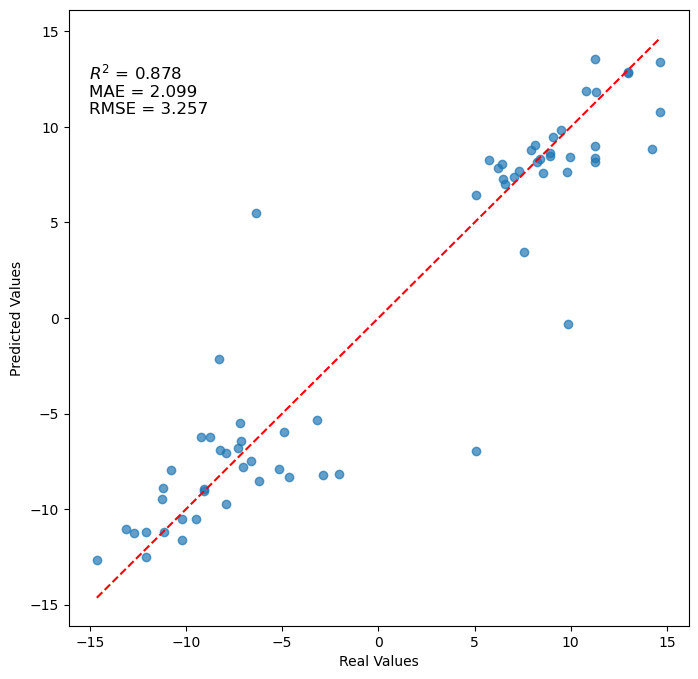 R² = 0.878
MAE = 2.099
RMSE = 3.257
15
10
5
0
−5
−10
−15
Predicted Values
−15 −10 −5 0 5 10 15
Real Values